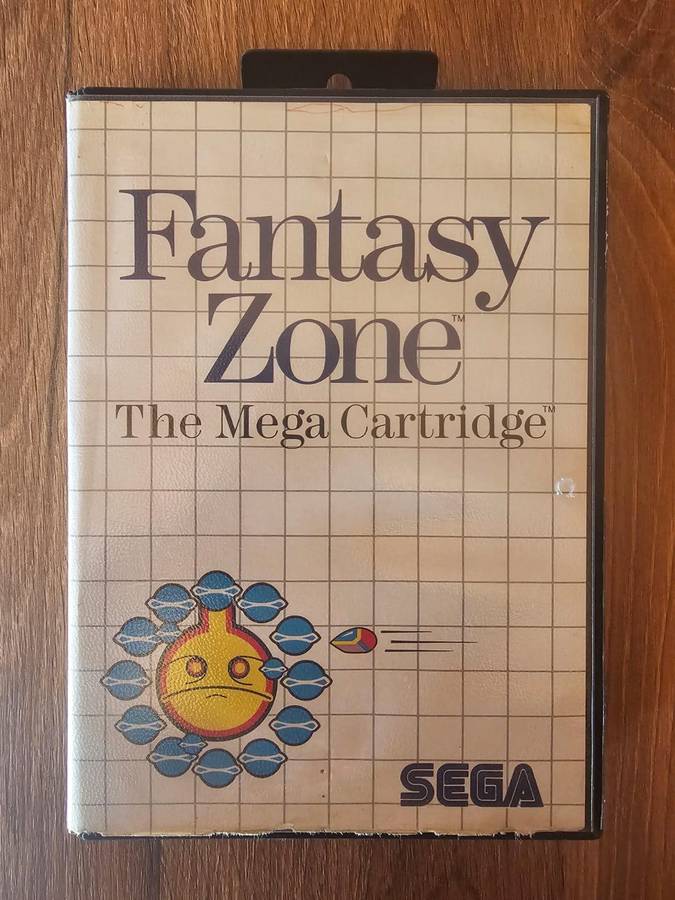 Fantasy
Zone™
The Mega Cartridge™
SEGA